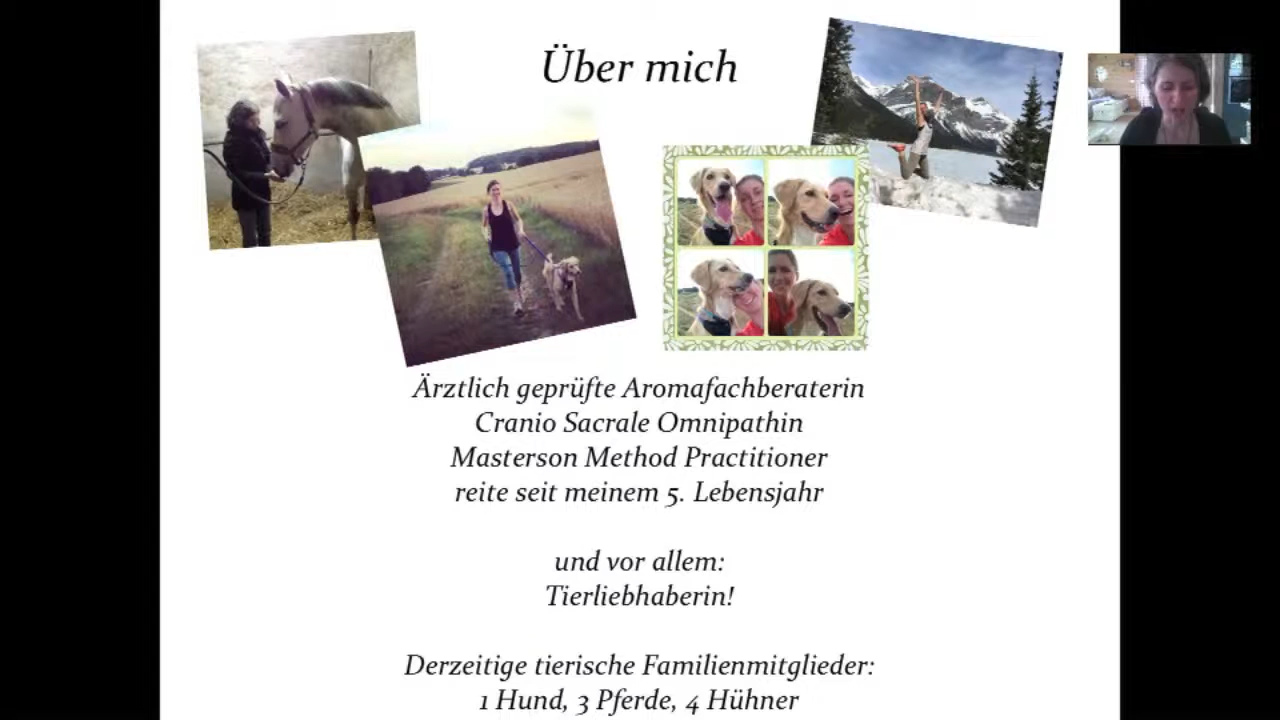 Über mich
Ärztlich geprüfte Aromafachberaterin
Cranio Sacrale Omnipathin
Masterson Method Practitioner
reite seit meinem 5. Lebensjahr
und vor allem:
Tierliebhaberin!
Derzeitige tierische Familienmitglieder:
1 Hund, 3 Pferde, 4 Hühner